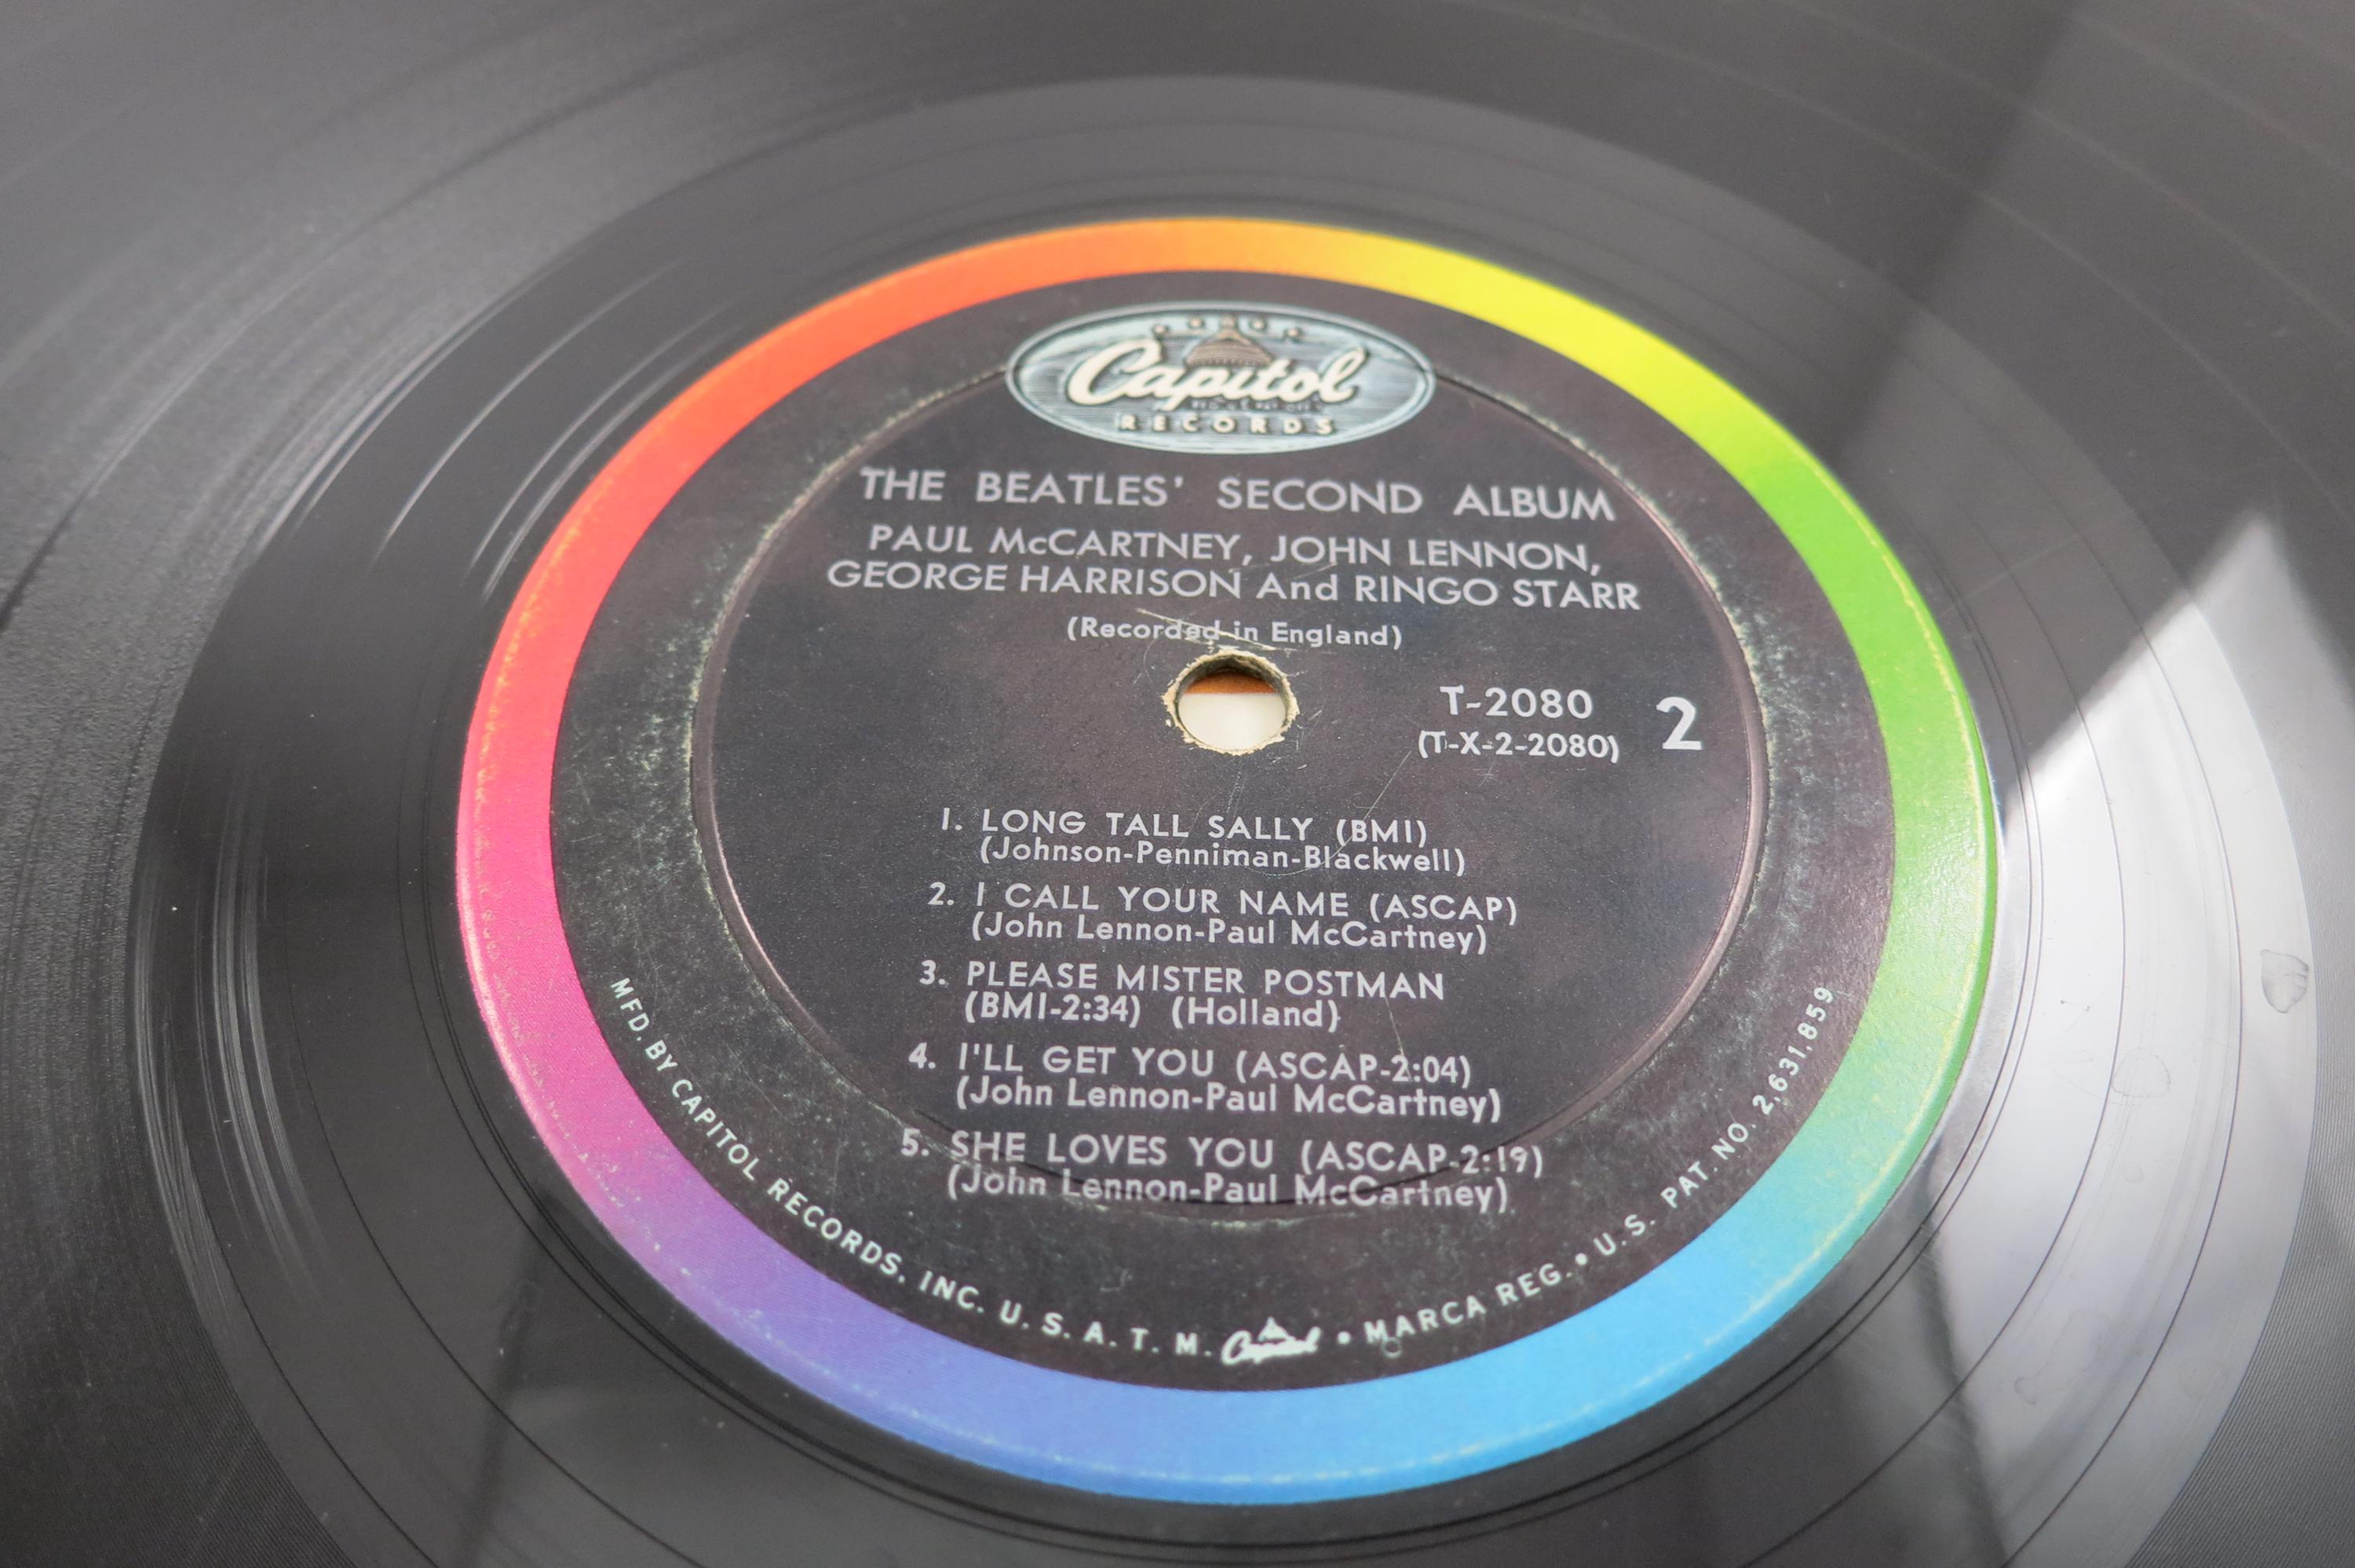 Capitol
RECORDS
THE BEATLES' SECOND ALBUM
PAUL McCARTNEY, JOHN LENNON,
GEORGE HARRISON And RINGO STARR
(Recorded in England)
T-2080
(T-X-2-2080)
2
1. LONG TALL SALLY (BMI)
(Johnson-Penniman-Blackwell)
2. I CALL YOUR NAME (ASCAP)
(John Lennon-Paul McCartney)
3. PLEASE MISTER POSTMAN
(BMI-2:34) (Holland)
4. I'LL GET YOU (ASCAP-2:04)
(John Lennon-Paul McCartney)
5. SHE LOVES YOU (ASCAP-2:19)
(John Lennon-Paul McCartney)
MFD. BY CAPITOL RECORDS, INC. U. S. A. T. M. Capitol • MARCA REG. • U.S. PAT. NO. 2,631,859